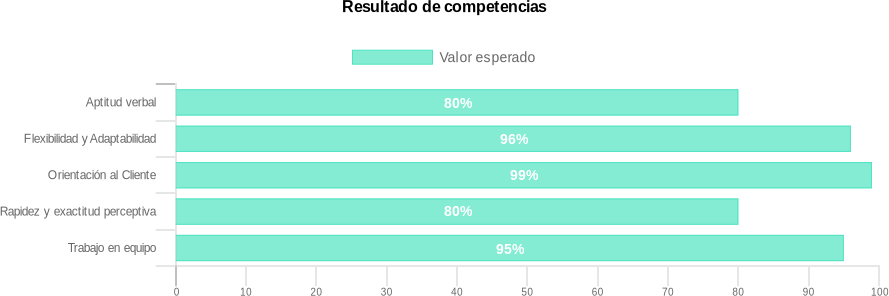 Resultado de competencias
Valor esperado
Aptitud verbal 80%
Flexibilidad y Adaptabilidad 96%
Orientación al Cliente 99%
Rapidez y exactitud perceptiva 80%
Trabajo en equipo 95%
0 10 20 30 40 50 60 70 80 90 100